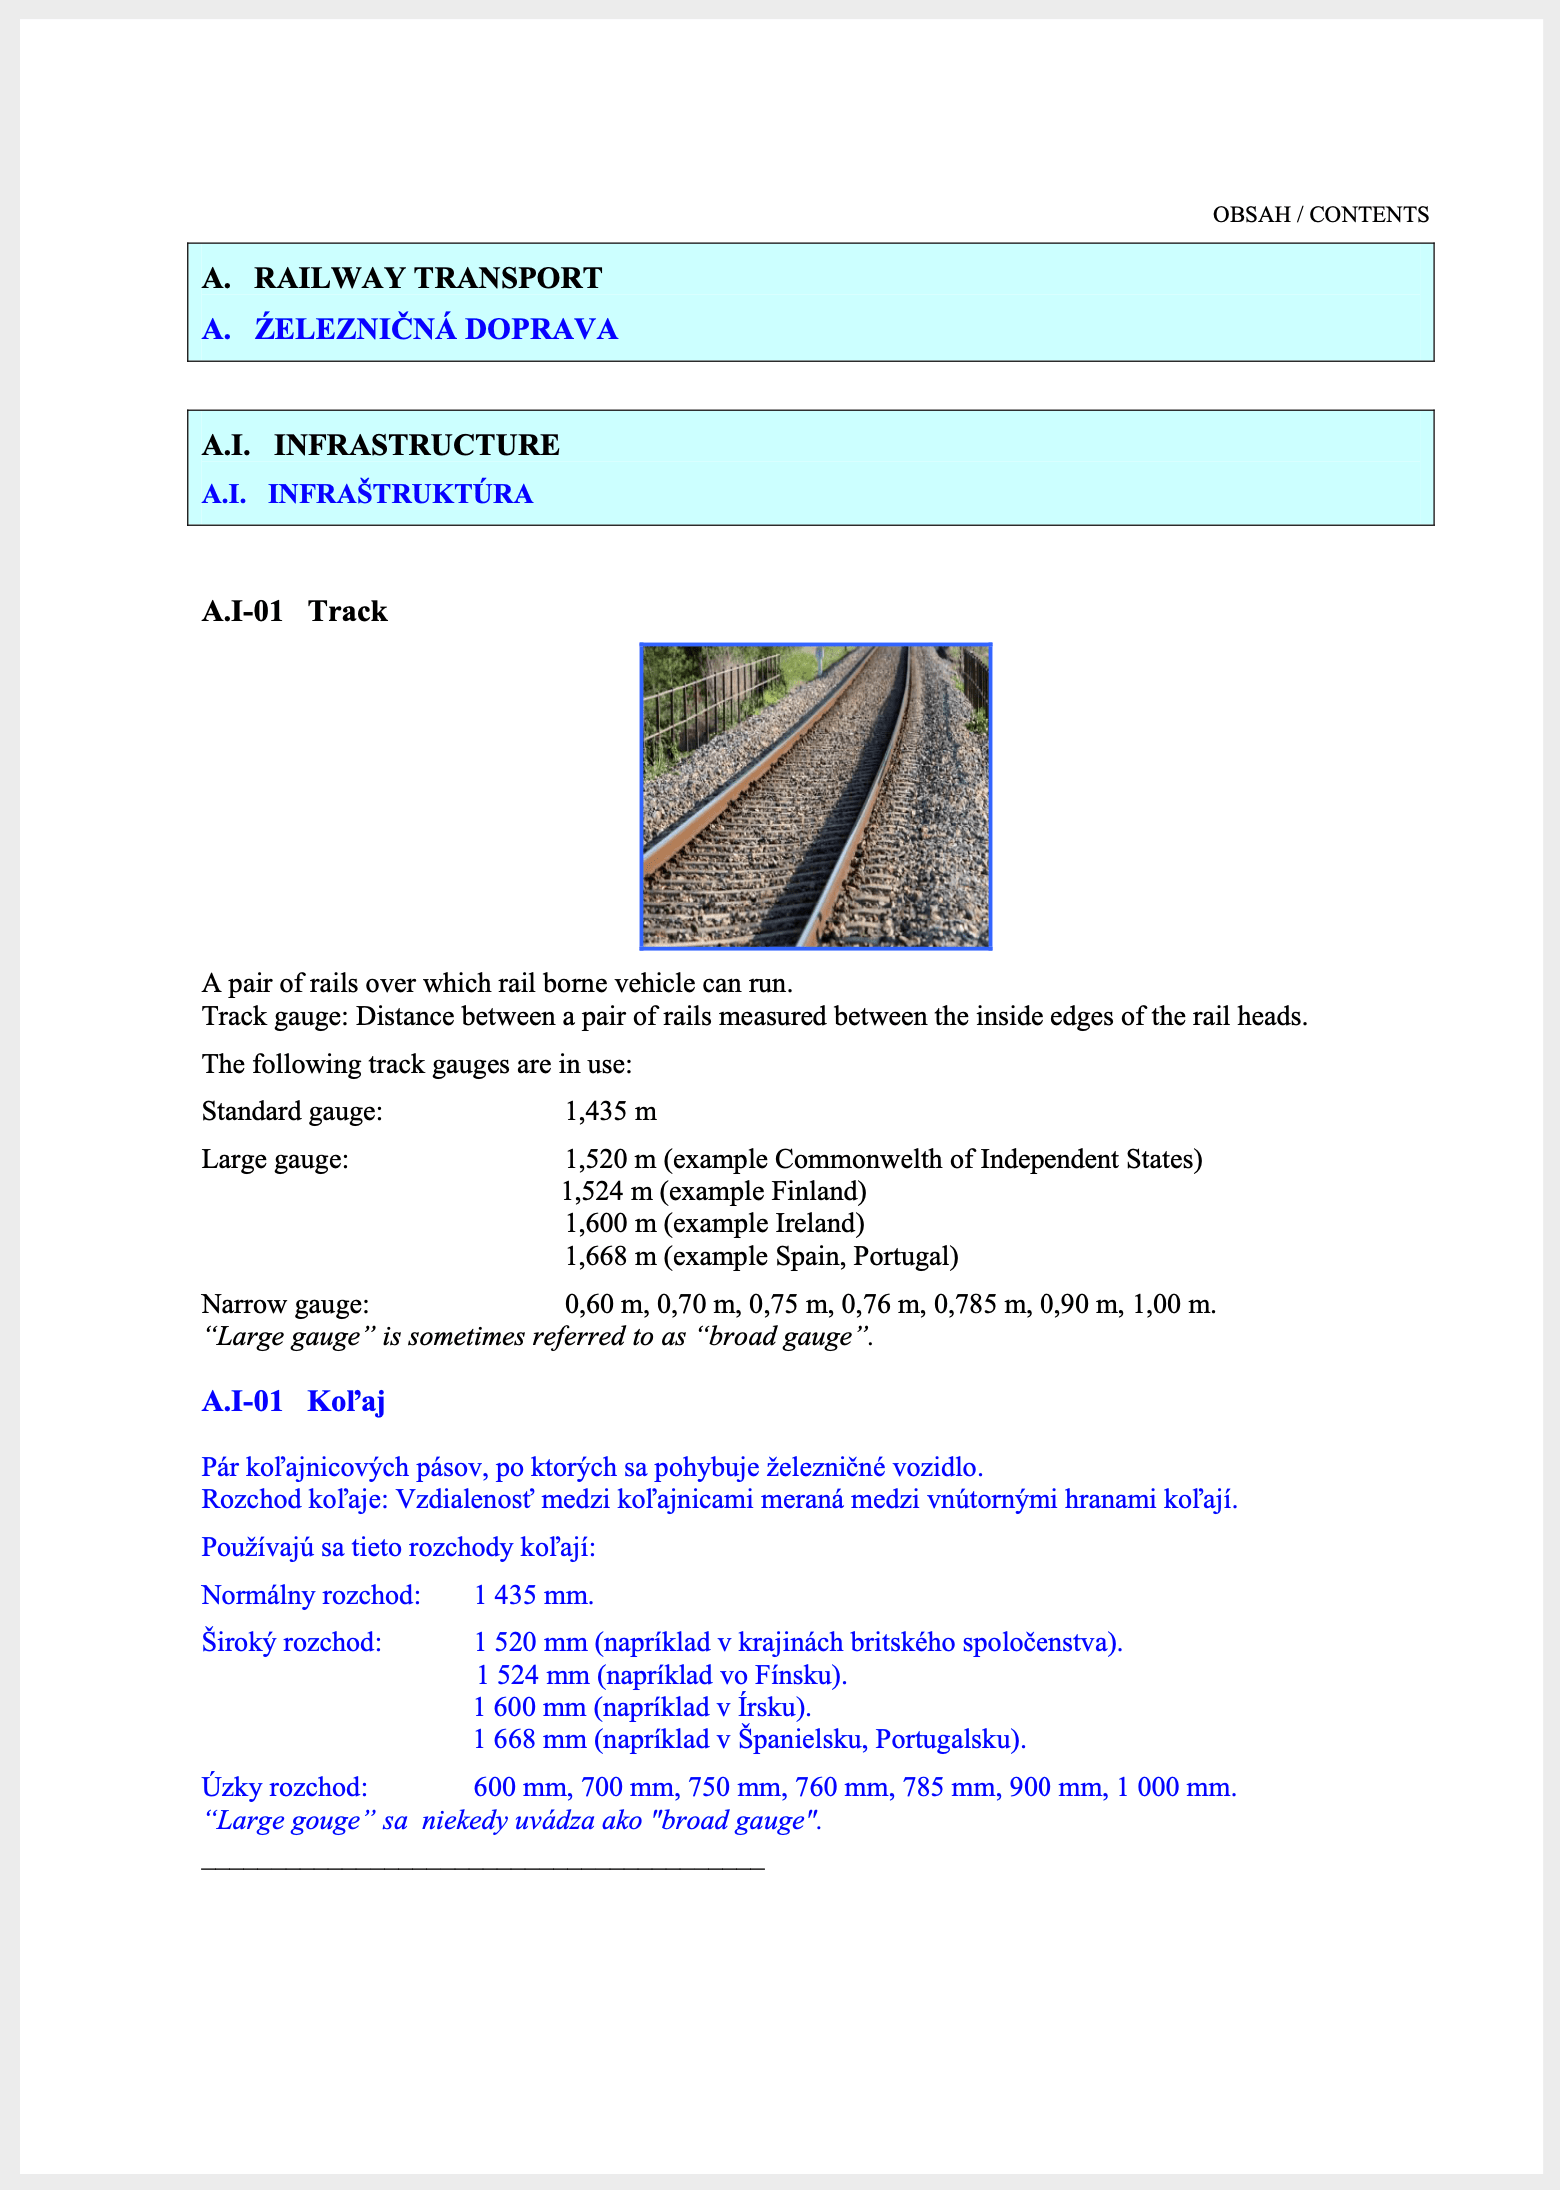 OBSAH / CONTENTS
A. RAILWAY TRANSPORT
A. ŹELEZNIČNÁ DOPRAVA
A.I. INFRASTRUCTURE
A.I. INFRAŠTRUKTÚRA
A.I-01 Track
A pair of rails over which rail borne vehicle can run.
Track gauge: Distance between a pair of rails measured between the inside edges of the rail heads.
The following track gauges are in use:
Standard gauge: 1,435 m
Large gauge: 1,520 m (example Commonwelth of Independent States)
1,524 m (example Finland)
1,600 m (example Ireland)
1,668 m (example Spain, Portugal)
Narrow gauge: 0,60 m, 0,70 m, 0,75 m, 0,76 m, 0,785 m, 0,90 m, 1,00 m.
“Large gauge” is sometimes referred to as “broad gauge”.
A.I-01 Koľaj
Pár koľajnicových pásov, po ktorých sa pohybuje železničné vozidlo.
Rozchod koľaje: Vzdialenosť medzi koľajnicami meraná medzi vnútornými hranami koľají.
Používajú sa tieto rozchody koľají:
Normálny rozchod: 1 435 mm.
Široký rozchod: 1 520 mm (napríklad v krajinách britského spoločenstva).
1 524 mm (napríklad vo Fínsku).
1 600 mm (napríklad v Írsku).
1 668 mm (napríklad v Španielsku, Portugalsku).
Úzky rozchod: 600 mm, 700 mm, 750 mm, 760 mm, 785 mm, 900 mm, 1 000 mm.
“Large gouge” sa niekedy uvádza ako "broad gauge".